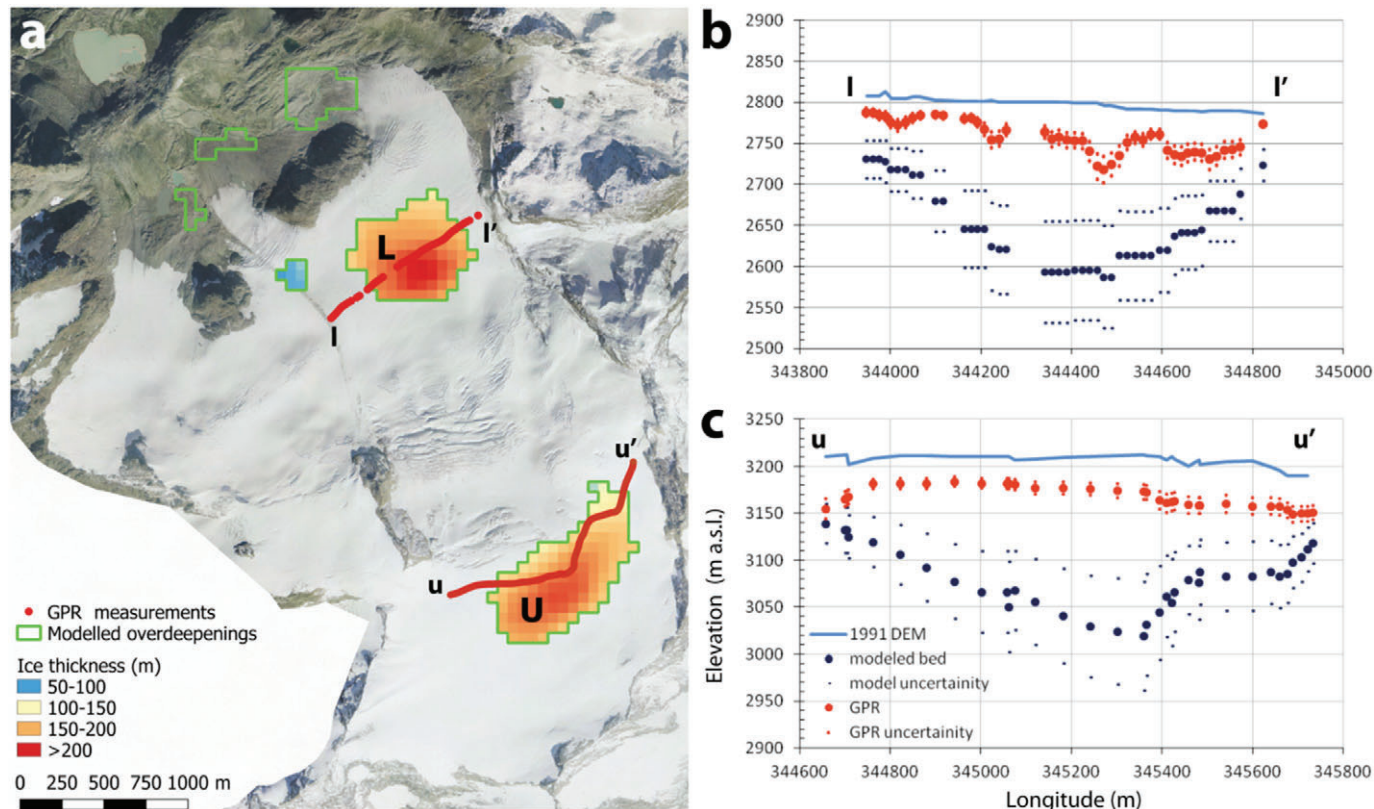 a
L
l'
l
u'
u
U
GPR measurements
Modelled overdeepenings
Ice thickness (m)
50-100
100-150
150-200
>200
0 250 500 750 1000 m
b
2900
2850
2800
2750
2700
2650
2600
2550
2500
l
l'
343800 344000 344200 344400 344600 344800 345000
c
3250
3200
3150
3100
3050
3000
2950
2900
u
u'
Elevation (m a.s.l.)
1991 DEM
modeled bed
model uncertainity
GPR
GPR uncertainity
344600 344800 345000 345200 345400 345600 345800
Longitude (m)